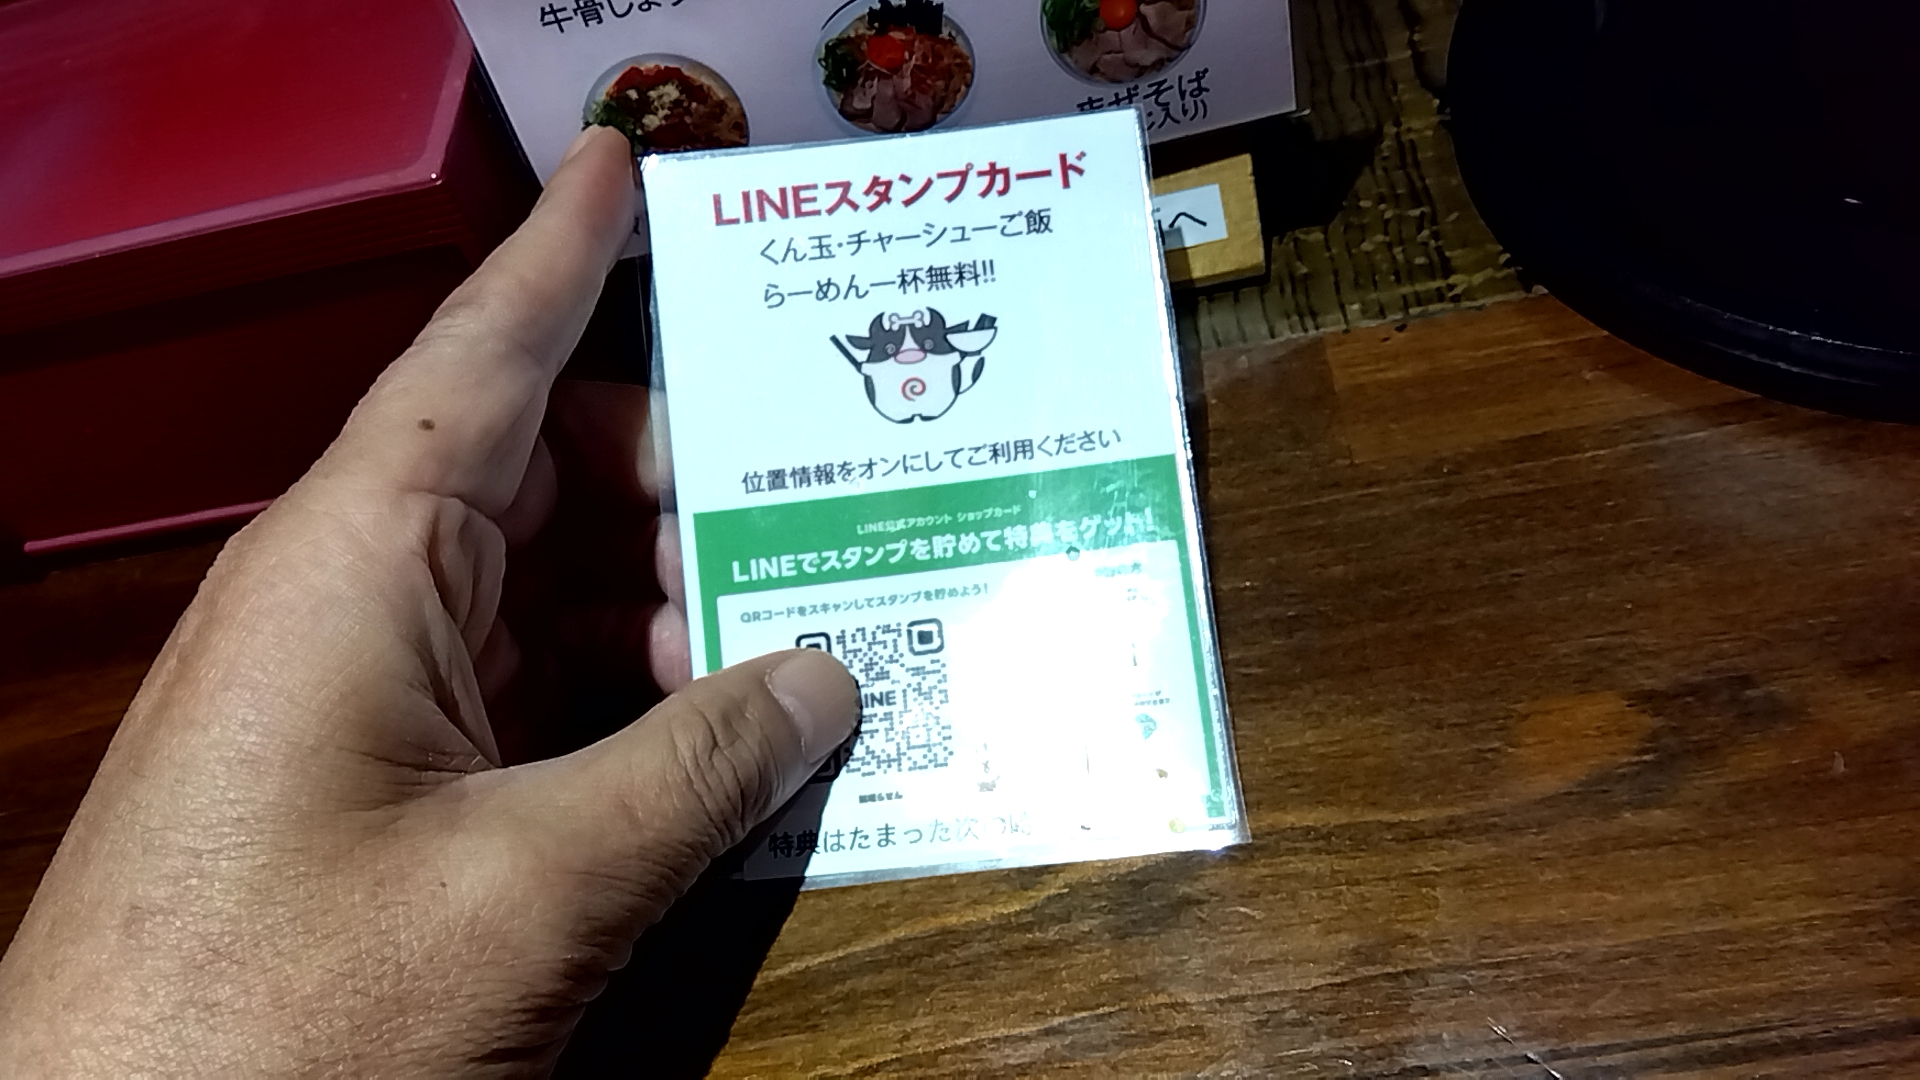 牛骨しょう
混ぜそば
入り)
へ
LINEスタンプカード
くん玉・チャーシューご飯
らーめん一杯無料!!
位置情報をオンにしてご利用ください
LINE公式アカウント ショップカード
LINEでスタンプを貯めて特典をゲット!
QRコードをスキャンしてスタンプを貯めよう!
LINE
特典はたまった次の時